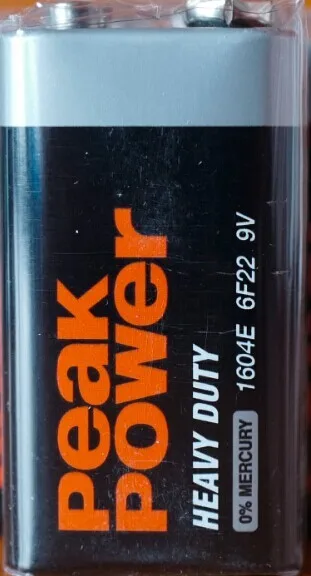 Peak
Power
HEAVY DUTY
0% MERCURY 1604E 6F22 9V